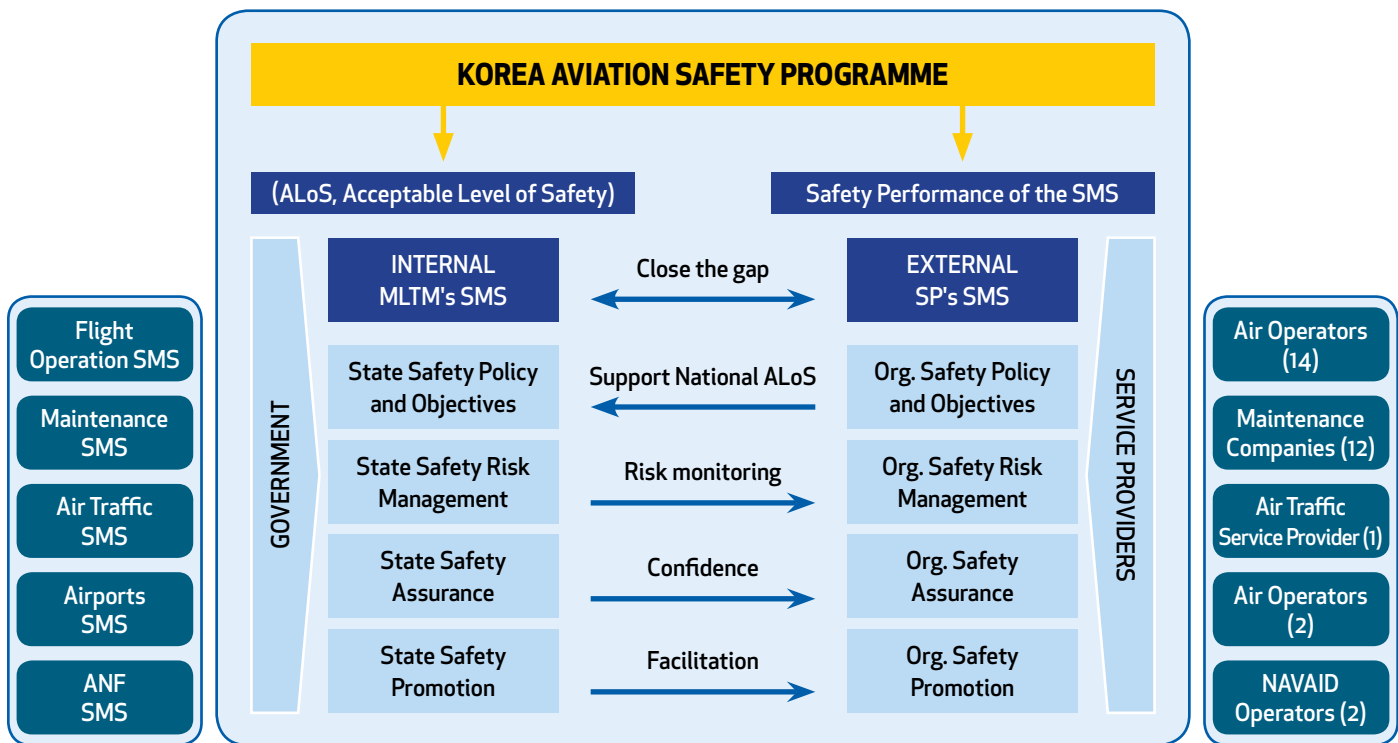 KOREA AVIATION SAFETY PROGRAMME
(ALoS, Acceptable Level of Safety)
Safety Performance of the SMS
Flight
Operation SMS
Maintenance
SMS
Air Traffic
SMS
Airports
SMS
ANF
SMS
GOVERNMENT
INTERNAL
MLTM's SMS
Close the gap
EXTERNAL
SP's SMS
State Safety Policy
and Objectives
Support National ALoS
Org. Safety Policy
and Objectives
State Safety Risk
Management
Risk monitoring
Org. Safety Risk
Management
State Safety
Assurance
Confidence
Org. Safety
Assurance
State Safety
Promotion
Facilitation
Org. Safety
Promotion
SERVICE PROVIDERS
Air Operators
(14)
Maintenance
Companies (12)
Air Traffic
Service Provider (1)
Air Operators
(2)
NAVAID
Operators (2)